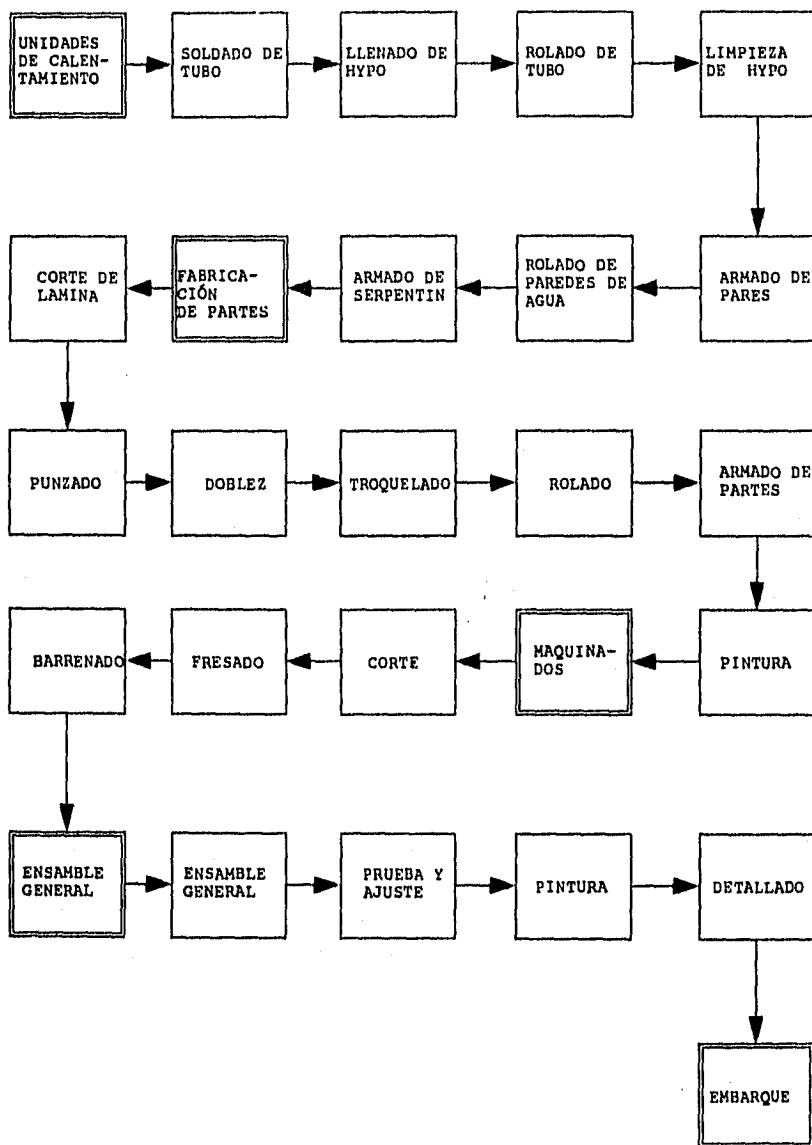 UNIDADES
DE CALEN-
TAMIENTO
SOLDADO DE
TUBO
LLENADO DE
HYPO
ROLADO DE
TUBO
LIMPIEZA
DE HYPO
ARMADO DE
PARES
ROLADO DE
PAREDES DE
AGUA
ARMADO DE
SERPENTIN
FABRICA-
CIÓN
DE PARTES
CORTE DE
LAMINA
PUNZADO
DOBLEZ
TROQUELADO
ROLADO
ARMADO DE
PARTES
PINTURA
MAQUINA-
DOS
CORTE
FRESADO
BARRENADO
ENSAMBLE
GENERAL
ENSAMBLE
GENERAL
PRUEBA Y
AJUSTE
PINTURA
DETALLADO
EMBARQUE